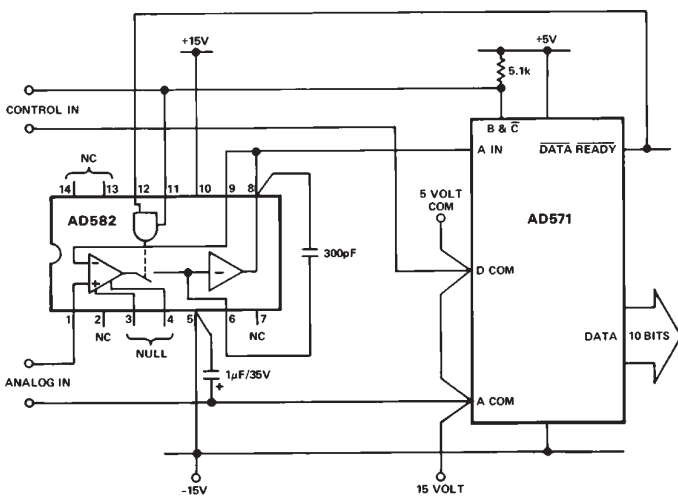 +15V
+5V
5.1k
CONTROL IN
B & C̅
A IN
D̅A̅T̅A̅ R̅E̅A̅D̅Y̅
NC
14 13 12 11 10 9 8
AD582
5 VOLT
COM
AD571
300pF
D COM
1 2 3 4 5 6 7
NC
NULL
NC
DATA
10 BITS
1µF/35V
+
ANALOG IN
A COM
-15V
15 VOLT